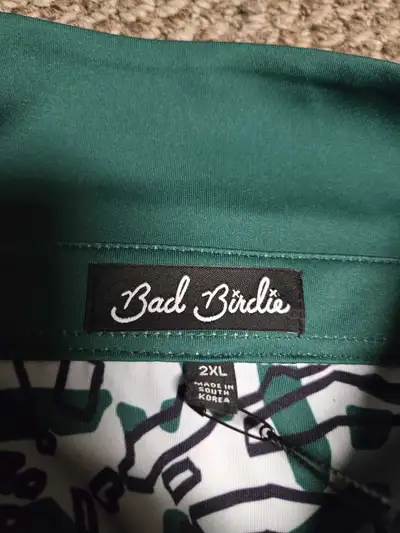 Bad Birdie
2XL
MADE IN
SOUTH
KOREA